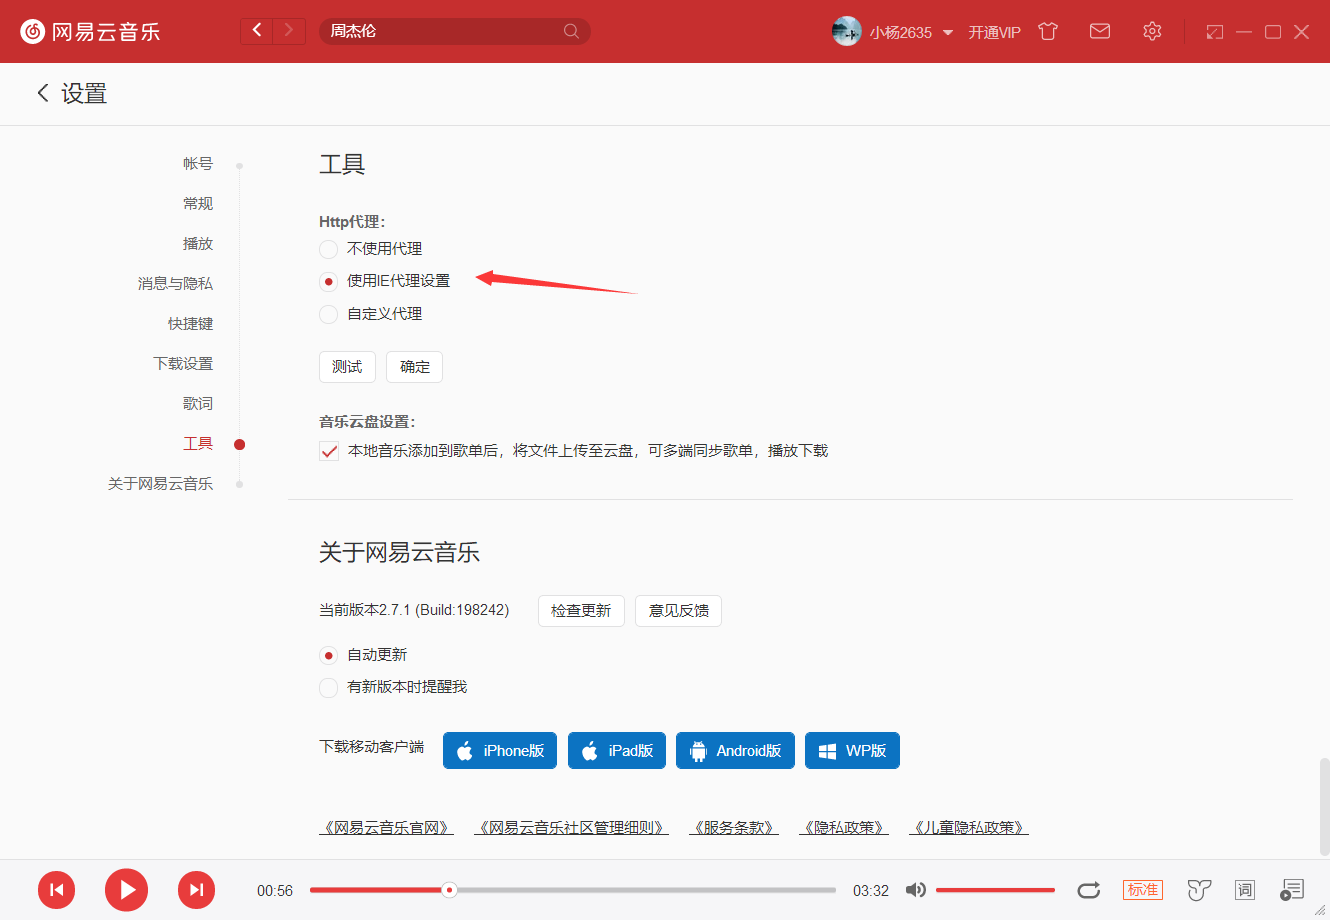 网易云音乐
周杰伦
小杨2635
开通VIP
设置
帐号
常规
播放
消息与隐私
快捷键
下载设置
歌词
工具
关于网易云音乐
工具
Http代理:
不使用代理
使用IE代理设置
自定义代理
测试
确定
音乐云盘设置:
本地音乐添加到歌单后，将文件上传至云盘，可多端同步歌单，播放下载
关于网易云音乐
当前版本2.7.1 (Build:198242)
检查更新
意见反馈
自动更新
有新版本时提醒我
下载移动客户端
iPhone版
iPad版
Android版
WP版
《网易云音乐官网》
《网易云音乐社区管理细则》
《服务条款》
《隐私政策》
《儿童隐私政策》
00:56
03:32
标准
词